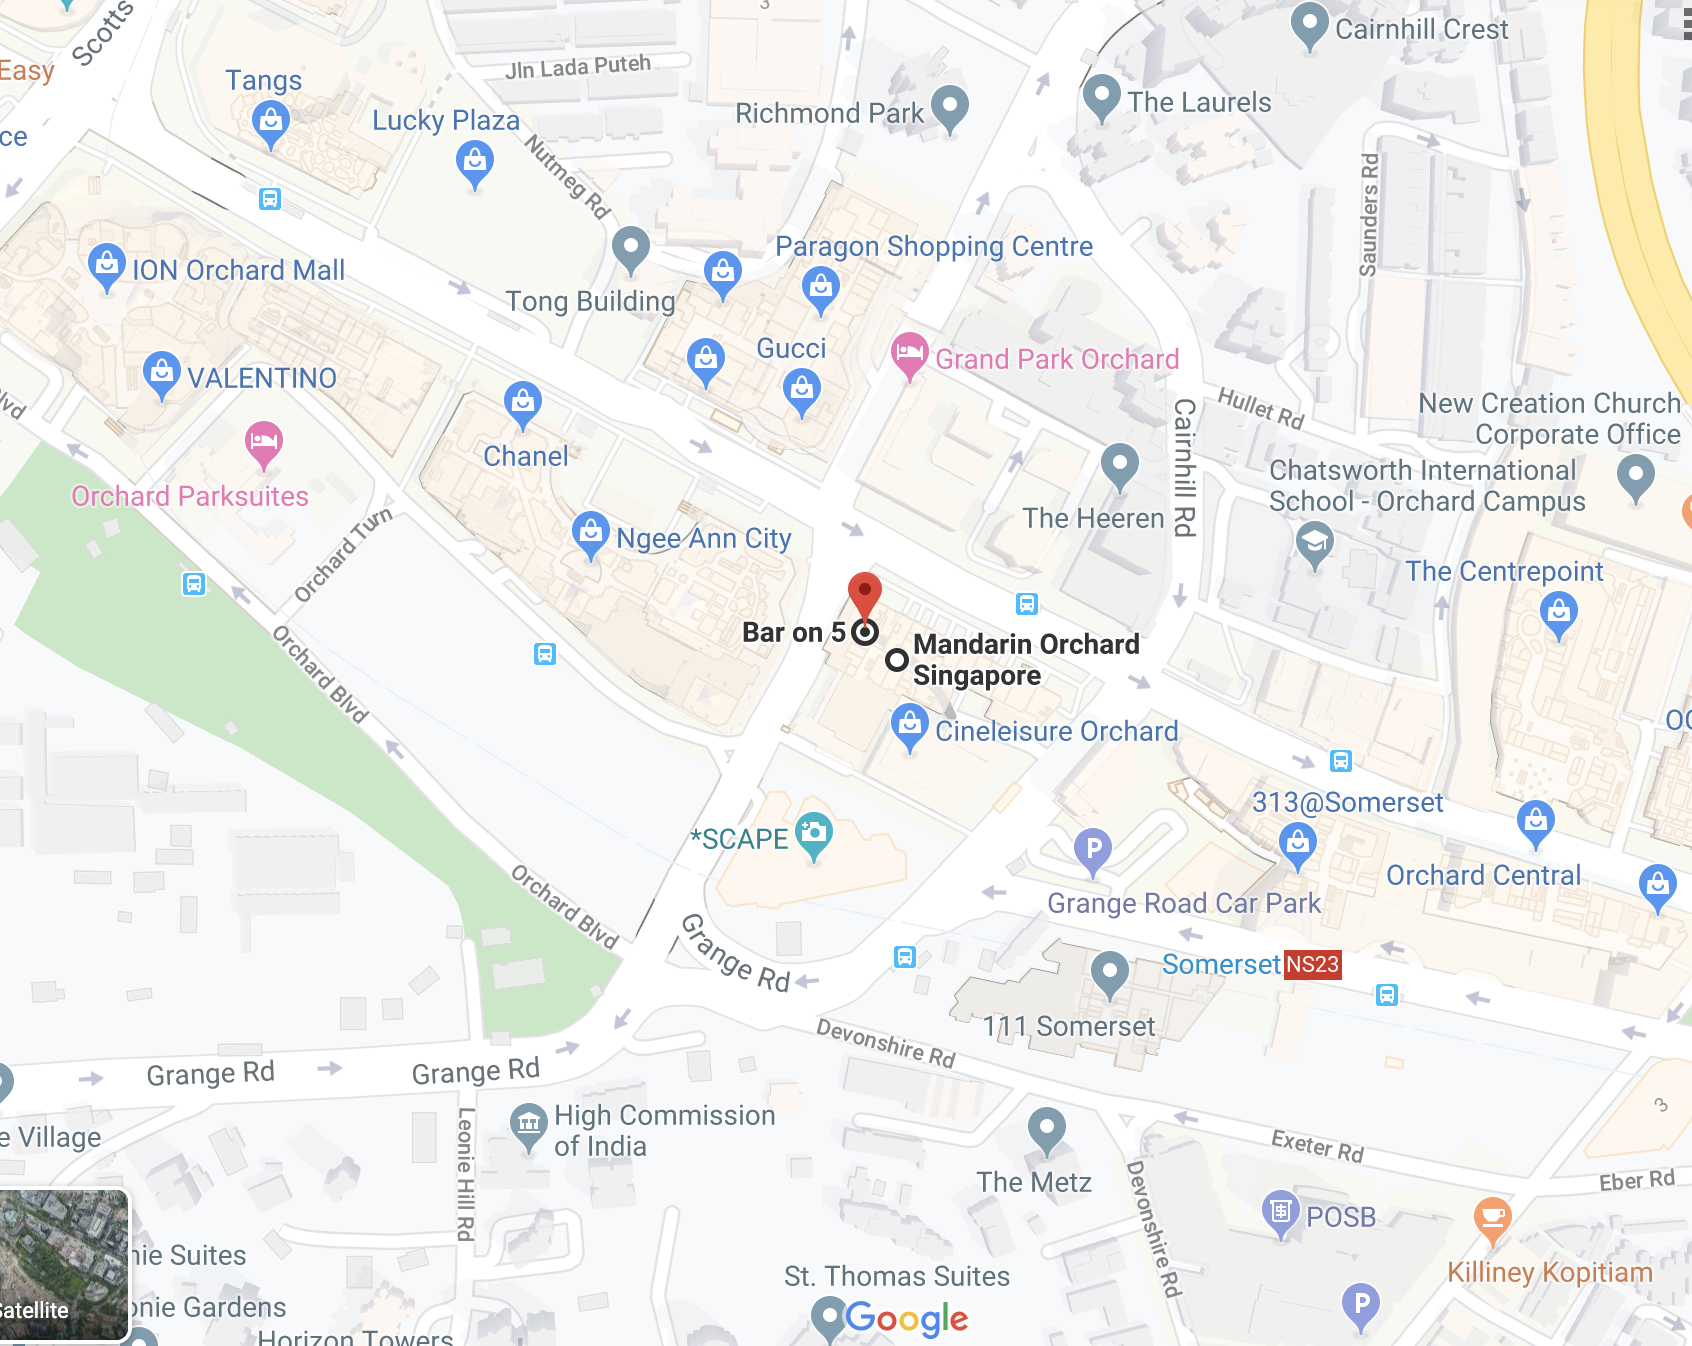 Scotts
3
Cairnhill Crest
Easy
Jln Lada Puteh
Tangs
The Laurels
Richmond Park
Lucky Plaza
ce
Nutmeg Rd
Saunders Rd
Paragon Shopping Centre
ION Orchard Mall
Tong Building
Gucci
Grand Park Orchard
VALENTINO
lvd
Hullet Rd
New Creation Church
Corporate Office
Cairnhill Rd
Chanel
Chatsworth International
School - Orchard Campus
Orchard Parksuites
The Heeren
Orchard Turn
Ngee Ann City
The Centrepoint
Bar on 5
Mandarin Orchard
Singapore
Orchard Blvd
Cineleisure Orchard
313@Somerset
*SCAPE
P
Orchard Central
Grange Road Car Park
Orchard Blvd
Grange Rd
Somerset NS23
111 Somerset
Devonshire Rd
Grange Rd
Grange Rd
3
High Commission
of India
e Village
Leonie Hill Rd
Exeter Rd
The Metz
Eber Rd
Devonshire Rd
POSB
nie Suites
Killiney Kopitiam
St. Thomas Suites
onie Gardens
P
Satellite
Google
Horizon Towers